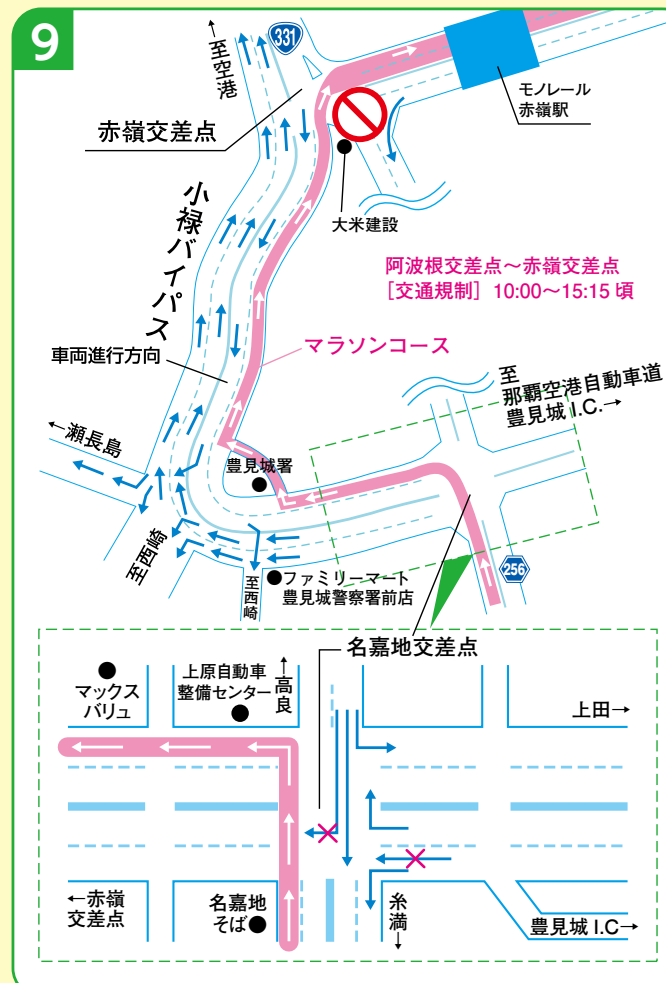 9
331
←至空港
モノレール
赤嶺駅
赤嶺交差点
大米建設
小禄バイパス
阿波根交差点〜赤嶺交差点
［交通規制］10:00〜15:15 頃
車両進行方向
マラソンコース
至
那覇空港自動車道
豊見城 I.C.→
←瀬長島
豊見城署
至西崎
至西崎
ファミリーマート
豊見城警察署前店
256
名嘉地交差点
マックス
バリュ
上原自動車
整備センター
←高良
上田→
←赤嶺
交差点
名嘉地
そば
糸満→
豊見城 I.C→